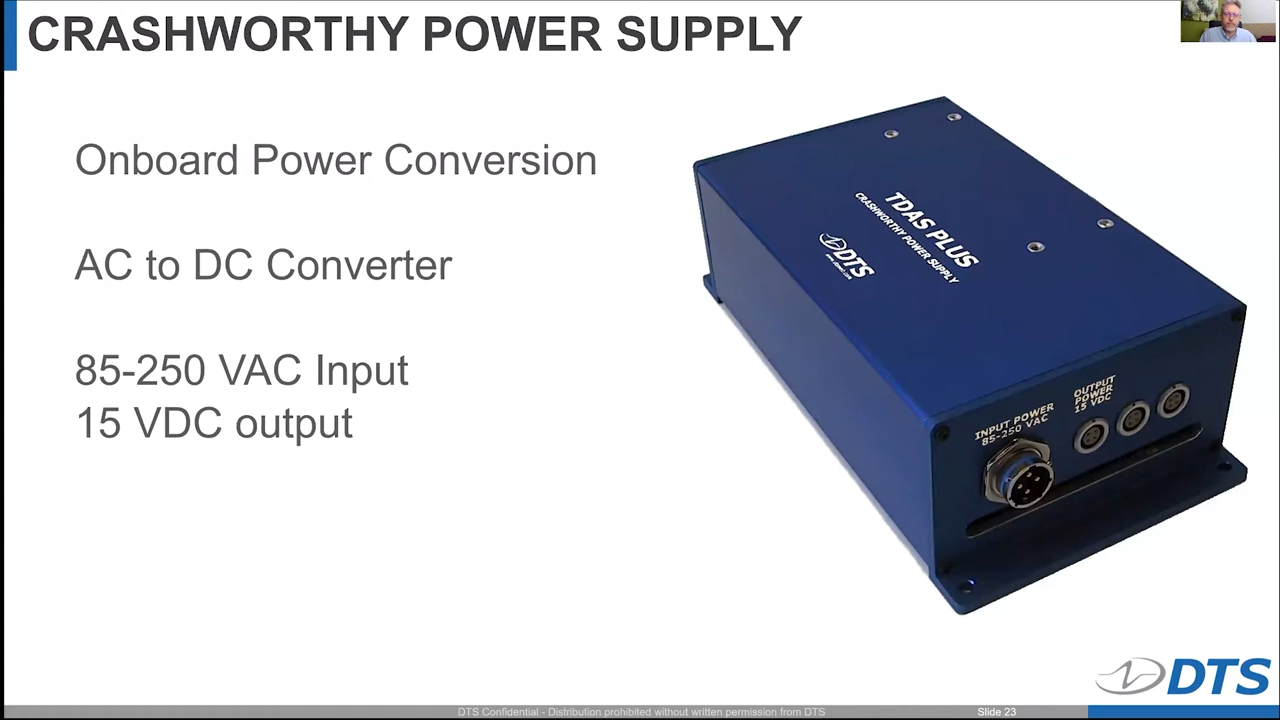 CRASHWORTHY POWER SUPPLY
Onboard Power Conversion
AC to DC Converter
85-250 VAC Input
15 VDC output
TDAS PLUS
CRASHWORTHY POWER SUPPLY
DTS
INPUT POWER
85-250 VAC
OUTPUT
POWER
15 VDC
DTS
DTS Confidential - Distribution prohibited without written permission from DTS
Slide 23